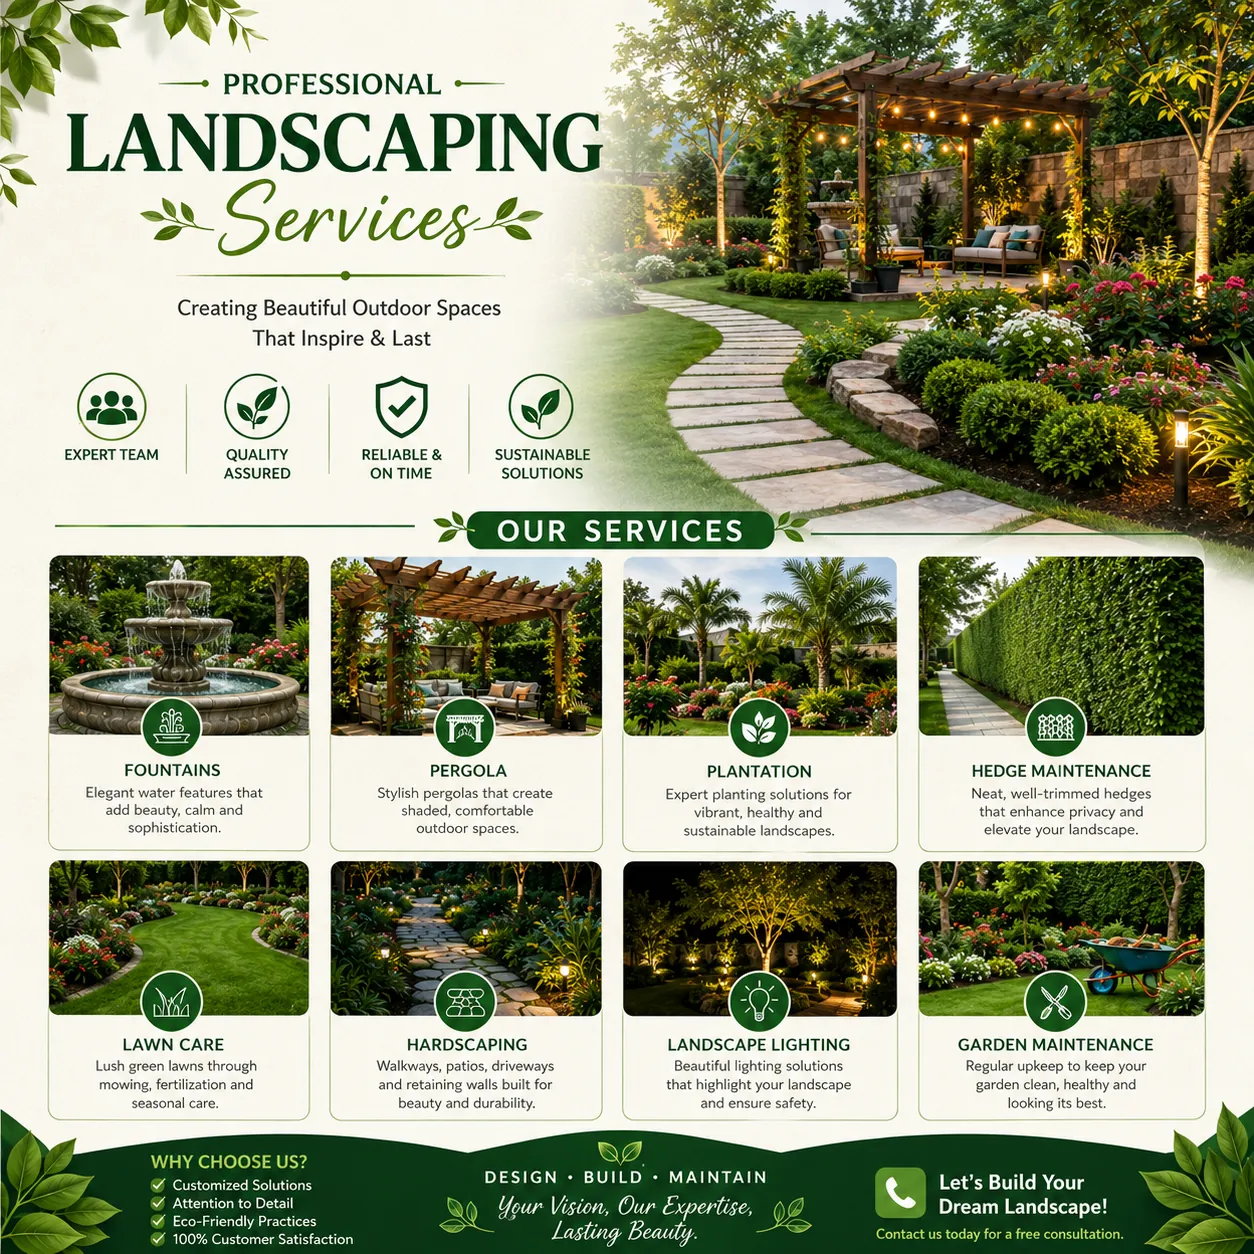 PROFESSIONAL
LANDSCAPING
Services
Creating Beautiful Outdoor Spaces
That Inspire & Last
EXPERT TEAM
QUALITY
ASSURED
RELIABLE &
ON TIME
SUSTAINABLE
SOLUTIONS
OUR SERVICES
FOUNTAINS
Elegant water features that
add beauty, calm and
sophistication.
PERGOLA
Stylish pergolas that create
shaded, comfortable
outdoor spaces.
PLANTATION
Expert planting solutions for
vibrant, healthy and
sustainable landscapes.
HEDGE MAINTENANCE
Neat, well-trimmed hedges
that enhance privacy and
elevate your landscape.
LAWN CARE
Lush green lawns through
mowing, fertilization and
seasonal care.
HARDSCAPING
Walkways, patios, driveways
and retaining walls built for
beauty and durability.
LANDSCAPE LIGHTING
Beautiful lighting solutions
that highlight your landscape
and ensure safety.
GARDEN MAINTENANCE
Regular upkeep to keep your
garden clean, healthy and
looking its best.
WHY CHOOSE US?
Customized Solutions
Attention to Detail
Eco-Friendly Practices
100% Customer Satisfaction
DESIGN • BUILD • MAINTAIN
Your Vision, Our Expertise,
Lasting Beauty.
Let's Build Your
Dream Landscape!
Contact us today for a free consultation.